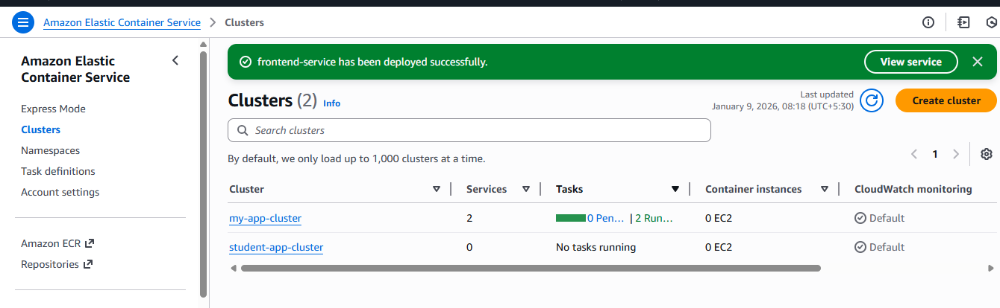 Amazon Elastic Container Service > Clusters
Amazon Elastic
Container Service
Express Mode
Clusters
Namespaces
Task definitions
Account settings
Amazon ECR
Repositories
frontend-service has been deployed successfully.
View service
Clusters (2) Info
Last updated
January 9, 2026, 08:18 (UTC+5:30)
Create cluster
Search clusters
By default, we only load up to 1,000 clusters at a time.
1
Cluster Services Tasks Container instances CloudWatch monitoring
my-app-cluster 2 0 Pen... | 2 Run... 0 EC2 Default
student-app-cluster 0 No tasks running 0 EC2 Default